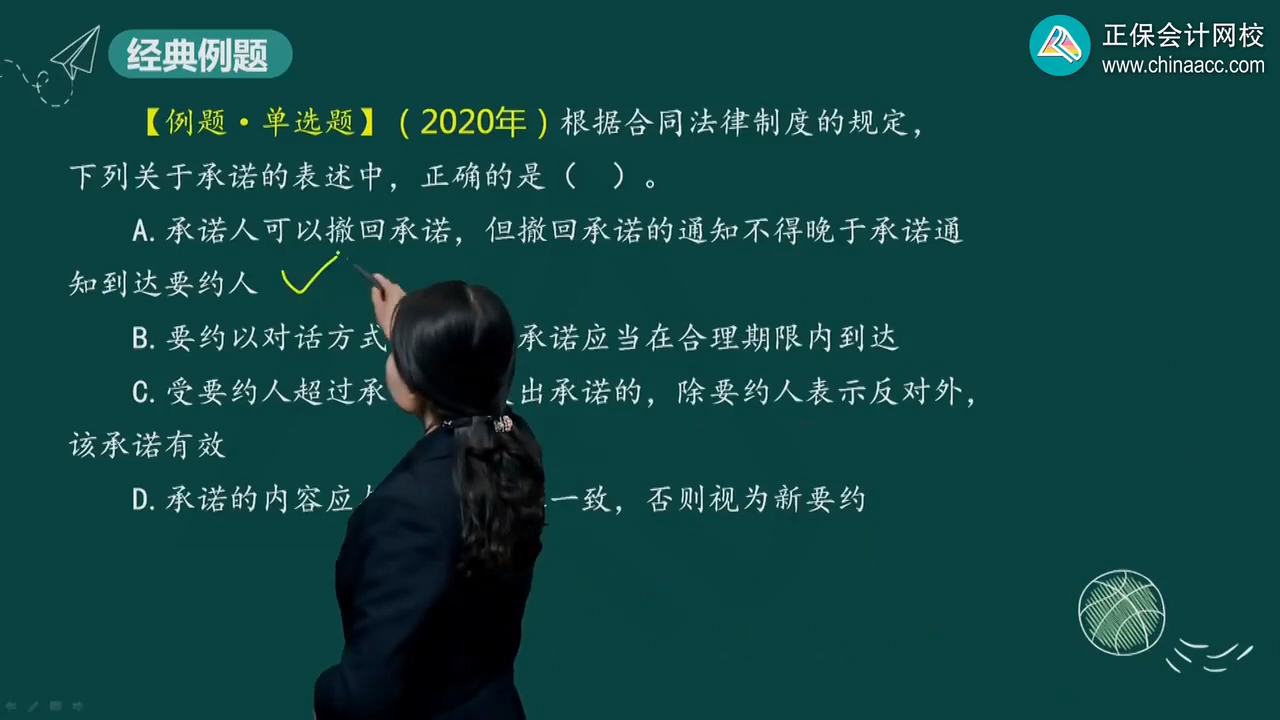 经典例题
正保会计网校
www.chinaacc.com
【例题·单选题】（2020年）根据合同法律制度的规定，
下列关于承诺的表述中，正确的是（ ）。
A.承诺人可以撤回承诺，但撤回承诺的通知不得晚于承诺通
知到达要约人
B.要约以对话方式 承诺应当在合理期限内到达
C.受要约人超过承 出承诺的，除要约人表示反对外，
该承诺有效
D.承诺的内容应 一致，否则视为新要约